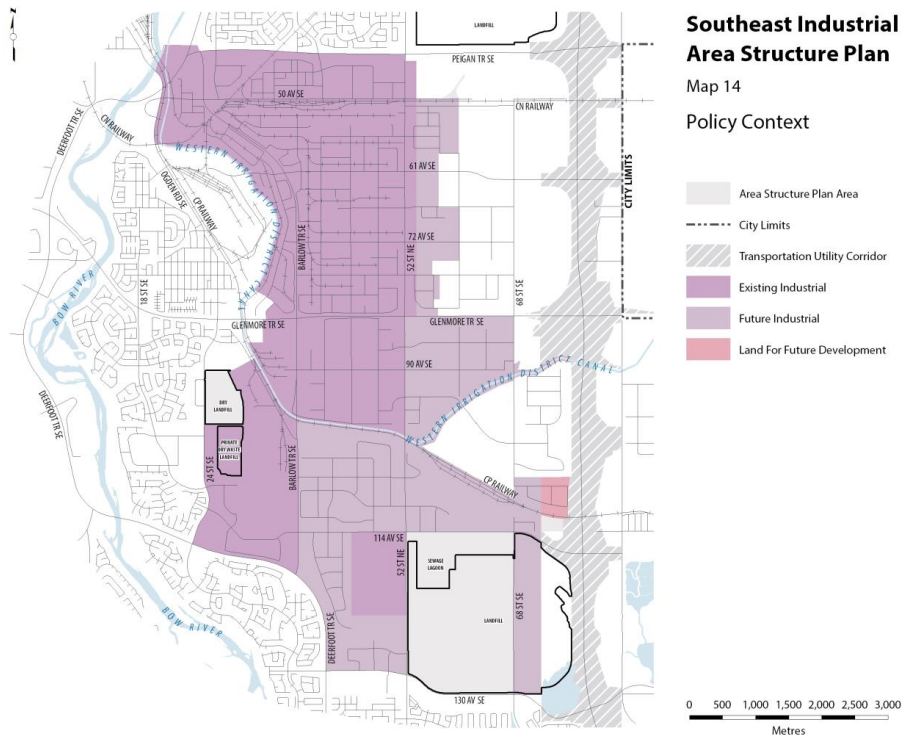 N
Southeast Industrial
Area Structure Plan
Map 14
Policy Context
Area Structure Plan Area
City Limits
Transportation Utility Corridor
Existing Industrial
Future Industrial
Land For Future Development
0 500 1,000 1,500 2,000 2,500 3,000
Metres
LANDFILL
PEIGAN TR SE
50 AV SE
CN RAILWAY
CN RAILWAY
DEERFOOT TR SE
WESTERN IRRIGATION DISTRICT CANAL
61 AV SE
CITY LIMITS
OGDEN RD SE
CP RAILWAY
BARLOW TR SE
72 AV SE
52 ST NE
68 ST SE
18 ST SE
BOW RIVER
GLENMORE TR SE
GLENMORE TR SE
90 AV SE
WESTERN IRRIGATION DISTRICT CANAL
DRY
LANDFILL
DEERFOOT TR SE
PRIVATE
DRY WASTE
LANDFILL
24 ST SE
BARLOW TR SE
CP RAILWAY
114 AV SE
52 ST NE
SEWAGE
LAGOON
LANDFILL
68 ST SE
DEERFOOT TR SE
BOW RIVER
130 AV SE